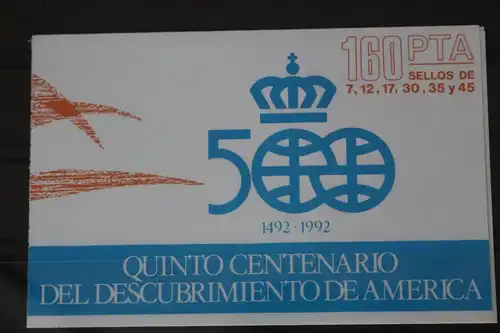 160 PTA
SELLOS DE
7, 12, 17, 30, 35 y 45
500
1492 · 1992
QUINTO CENTENARIO
DEL DESCUBRIMIENTO DE AMERICA